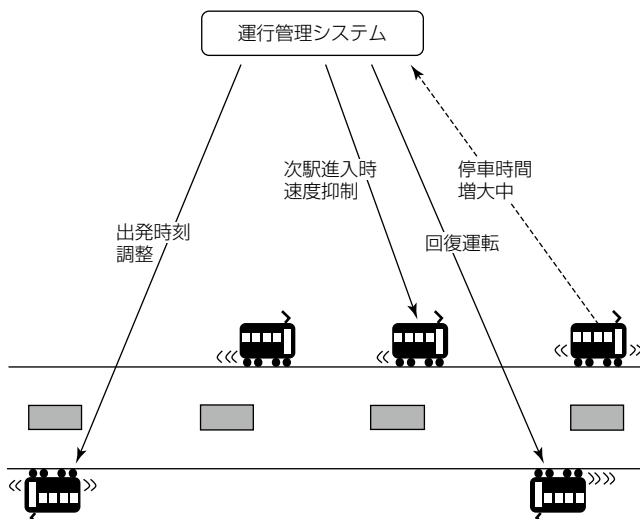 運行管理システム
次駅進入時
速度抑制
停車時間
増大中
出発時刻
調整
回復運転